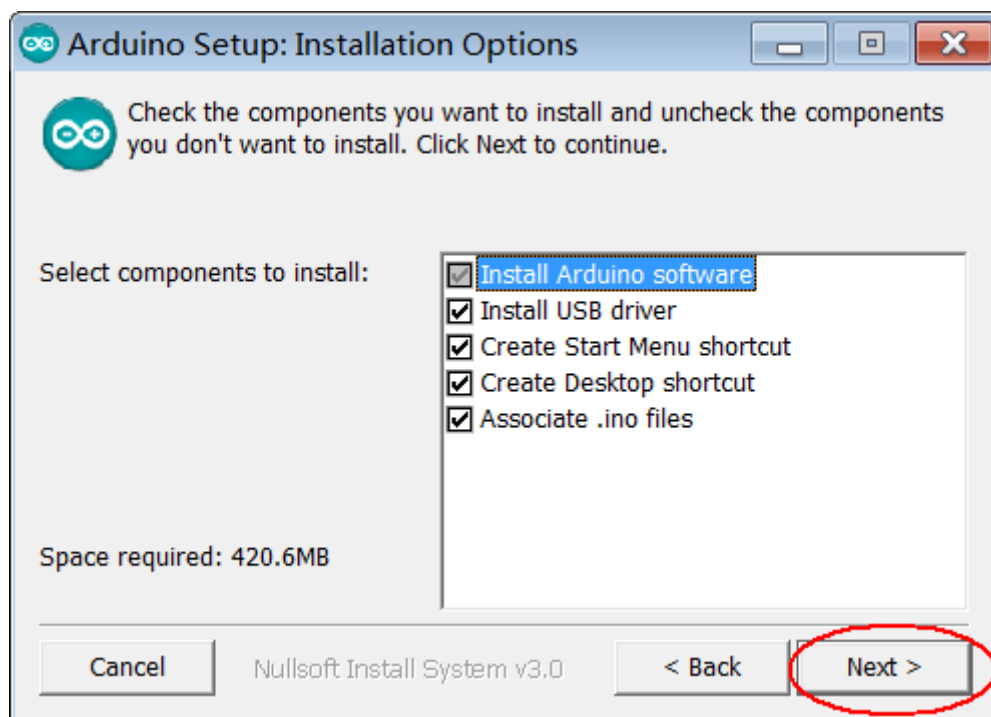 Arduino Setup: Installation Options
Check the components you want to install and uncheck the components
you don't want to install. Click Next to continue.
Select components to install:
Install Arduino software
Install USB driver
Create Start Menu shortcut
Create Desktop shortcut
Associate .ino files
Space required: 420.6MB
Cancel
Nullsoft Install System v3.0
< Back
Next >